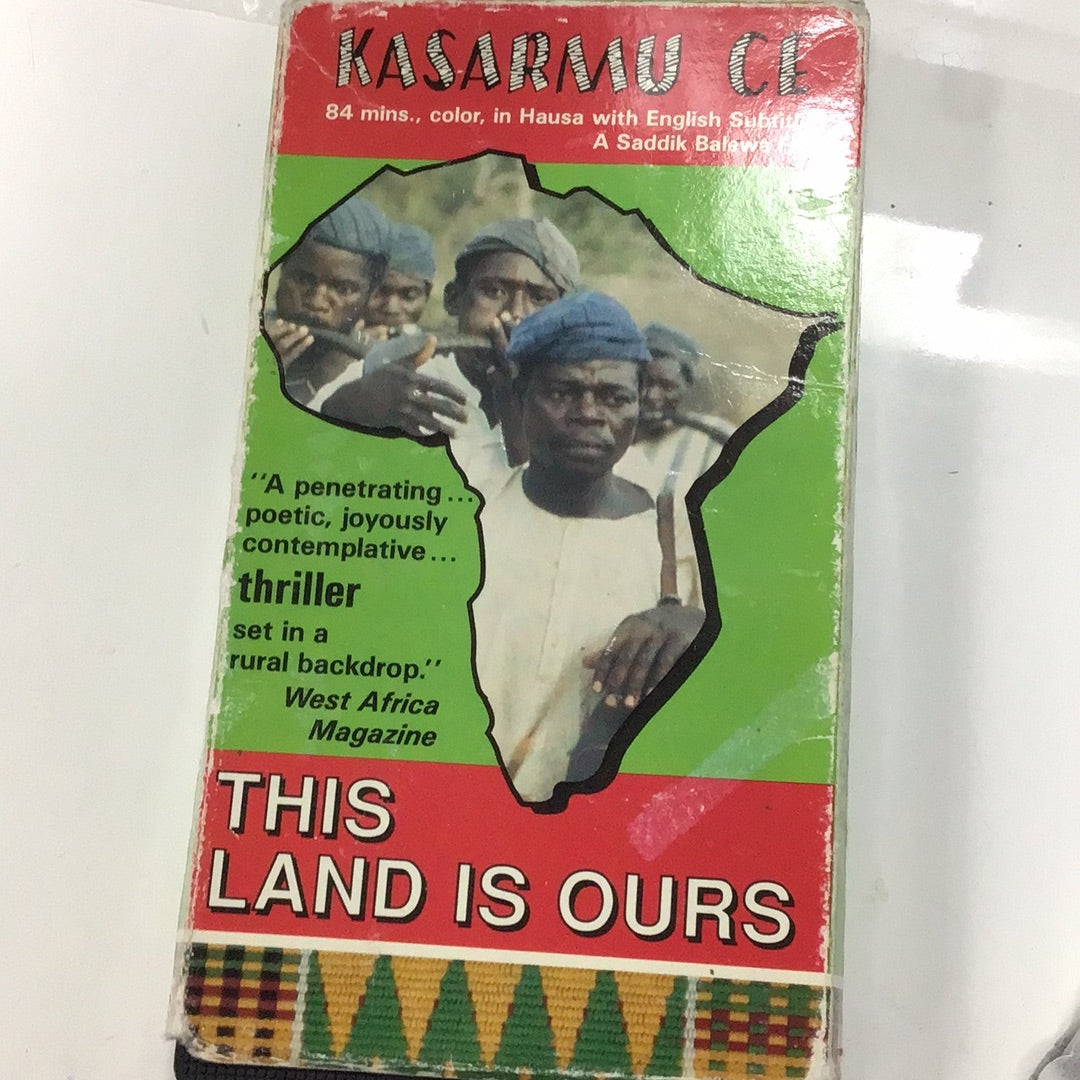 KASARMU CE
84 mins., color, in Hausa with English
A Saddik Balewa
"A penetrating...
poetic, joyously
contemplative...
thriller
set in a
rural backdrop."
West Africa
Magazine
THIS
LAND IS OURS